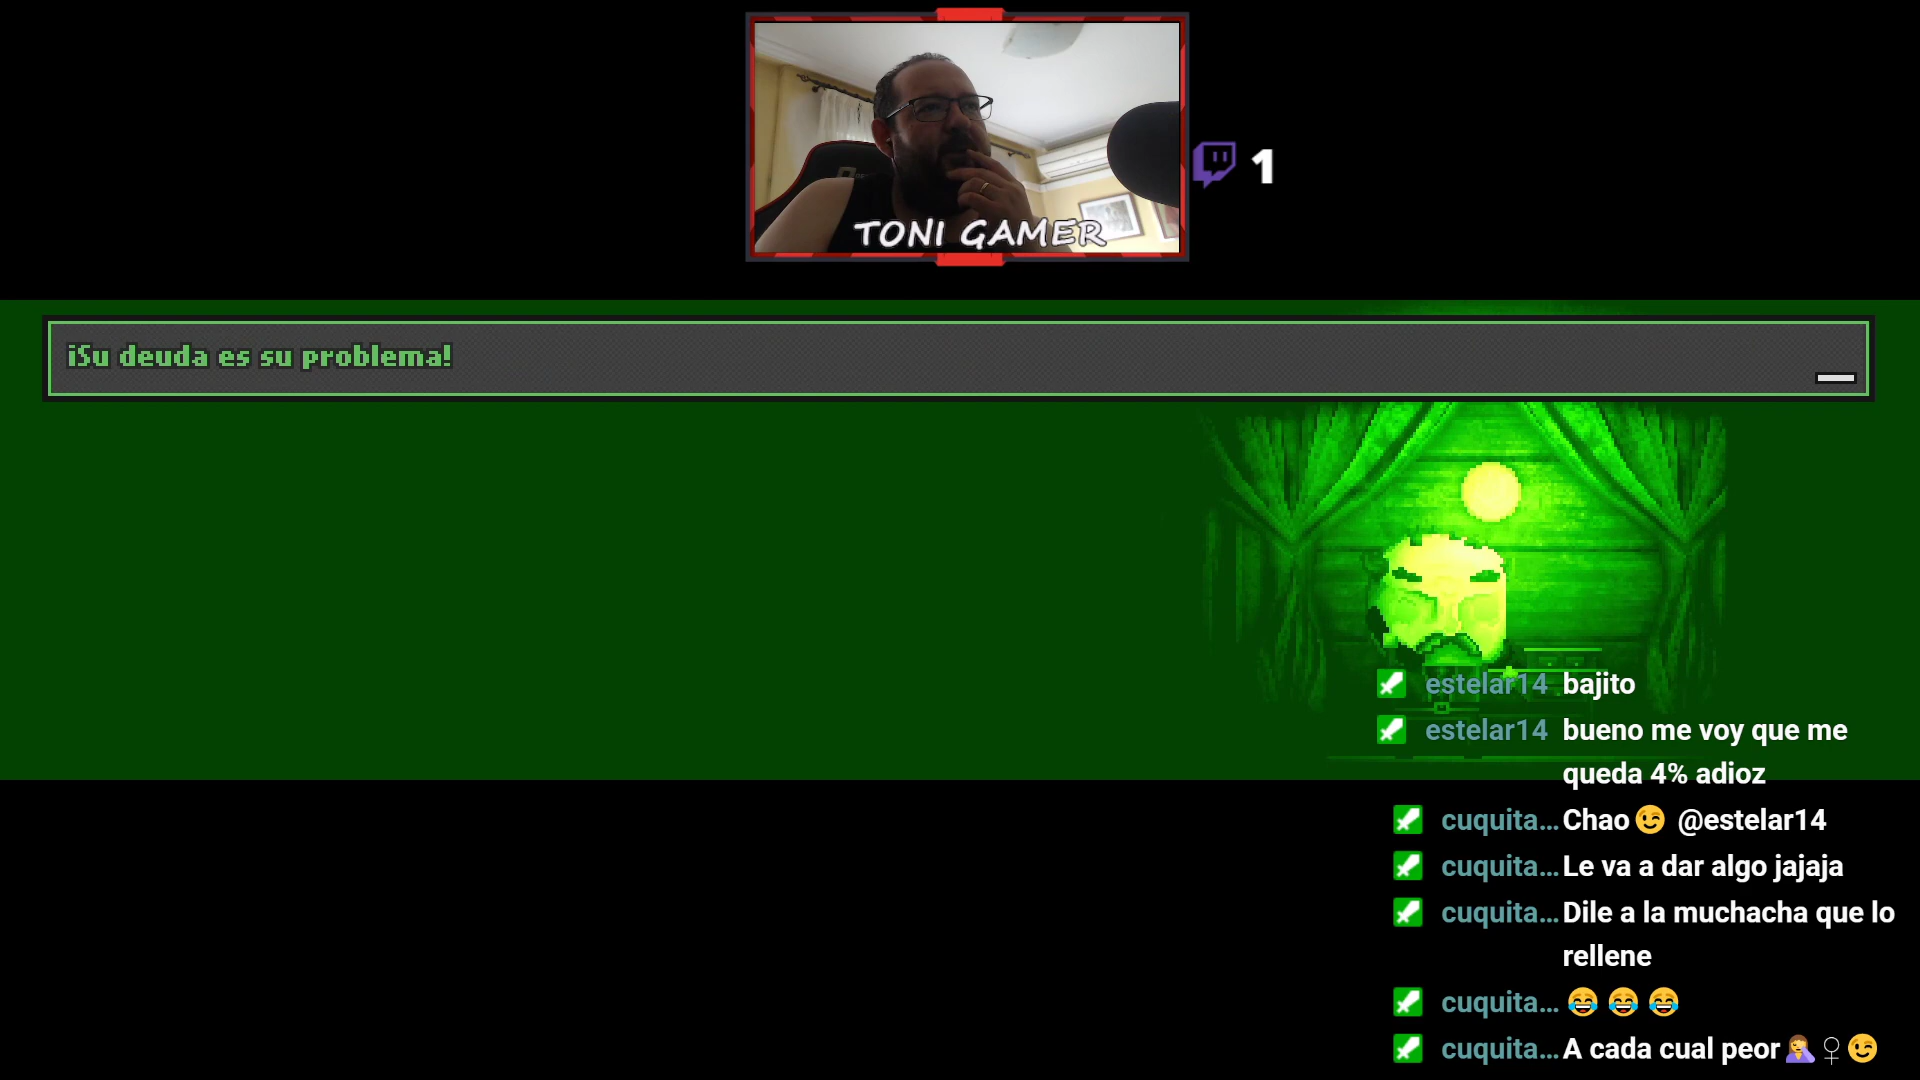 TONI GAMER
1
¡Su deuda es su problema!
estelar14 bajito
estelar14 bueno me voy que me
queda 4% adioz
cuquita... Chao😉 @estelar14
cuquita... Le va a dar algo jajaja
cuquita... Dile a la muchacha que lo
rellene
cuquita... 😂 😂 😂
cuquita... A cada cual peor🤦‍♀😉